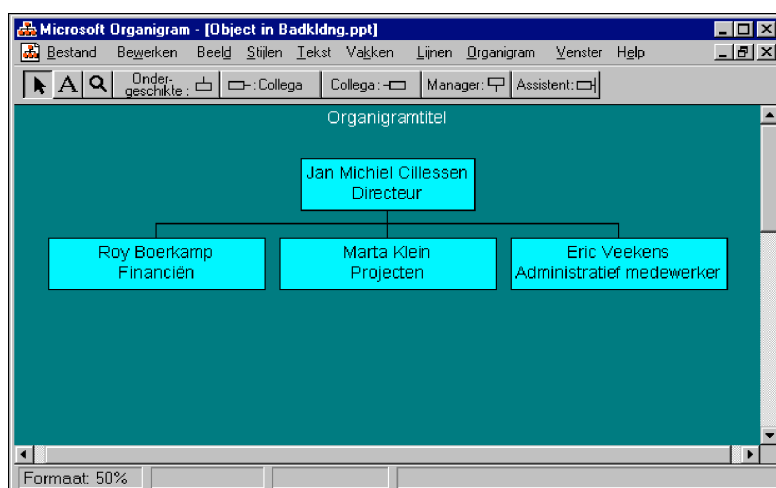 Microsoft Organigram - [Object in Badkldng.ppt]
Bestand Bewerken Beeld Stijlen Tekst Vakken Lijnen Organigram Venster Help
A Onder-geschikte : :Collega Collega: Manager: Assistent:
Organigramtitel
Jan Michiel Cillessen
Directeur
Roy Boerkamp Marta Klein Eric Veekens
Financiën Projecten Administratief medewerker
Formaat: 50%